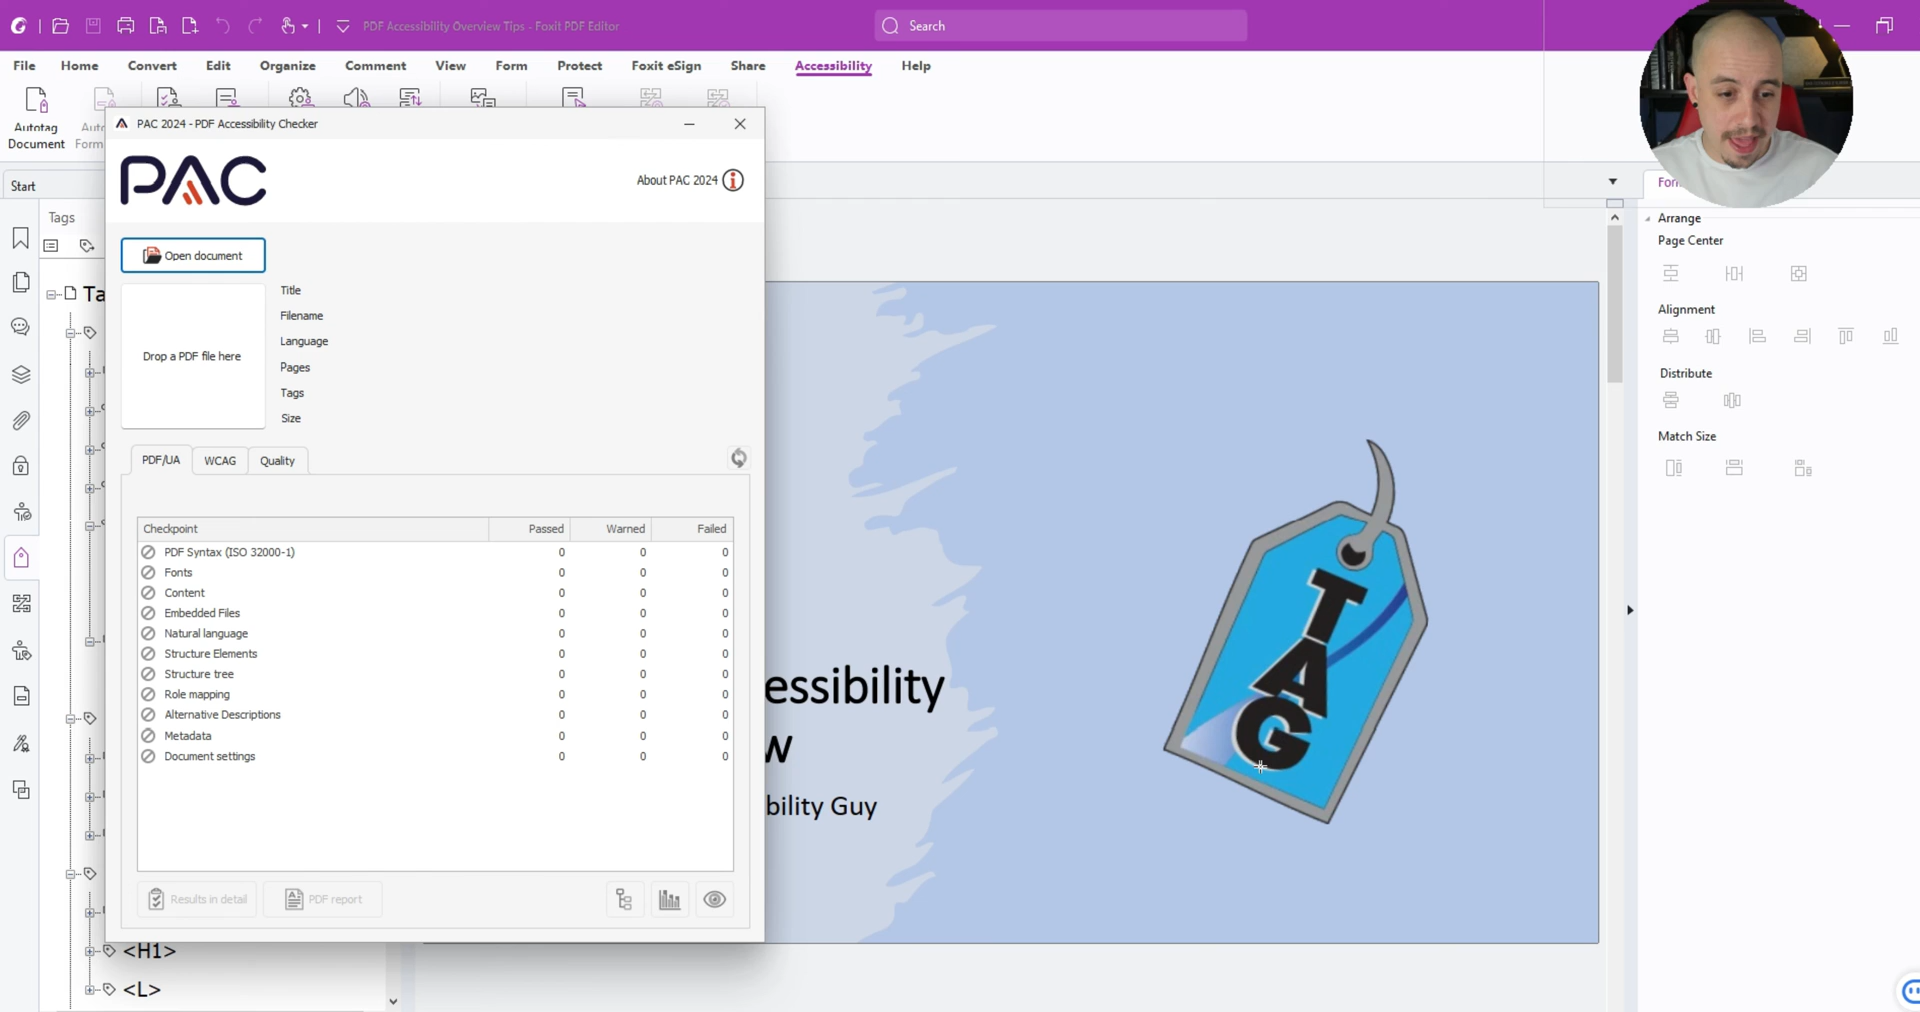 PDF Accessibility Overview Tips - Foxit PDF Editor
Search
File
Home
Convert
Edit
Organize
Comment
View
Form
Protect
Foxit eSign
Share
Accessibility
Help
Autotag
Document
Form
PAC 2024 - PDF Accessibility Checker
PAC
About PAC 2024
Start
Tags
Open document
Drop a PDF file here
Title
Filename
Language
Pages
Tags
Size
PDF/UA
WCAG
Quality
Checkpoint Passed Warned Failed
PDF Syntax (ISO 32000-1) 0 0 0
Fonts 0 0 0
Content 0 0 0
Embedded Files 0 0 0
Natural language 0 0 0
Structure Elements 0 0 0
Structure tree 0 0 0
Role mapping 0 0 0
Alternative Descriptions 0 0 0
Metadata 0 0 0
Document settings 0 0 0
Results in detail
PDF report
<H1>
<L>
essibility
w
bility Guy
TAG
Arrange
Page Center
Alignment
Distribute
Match Size